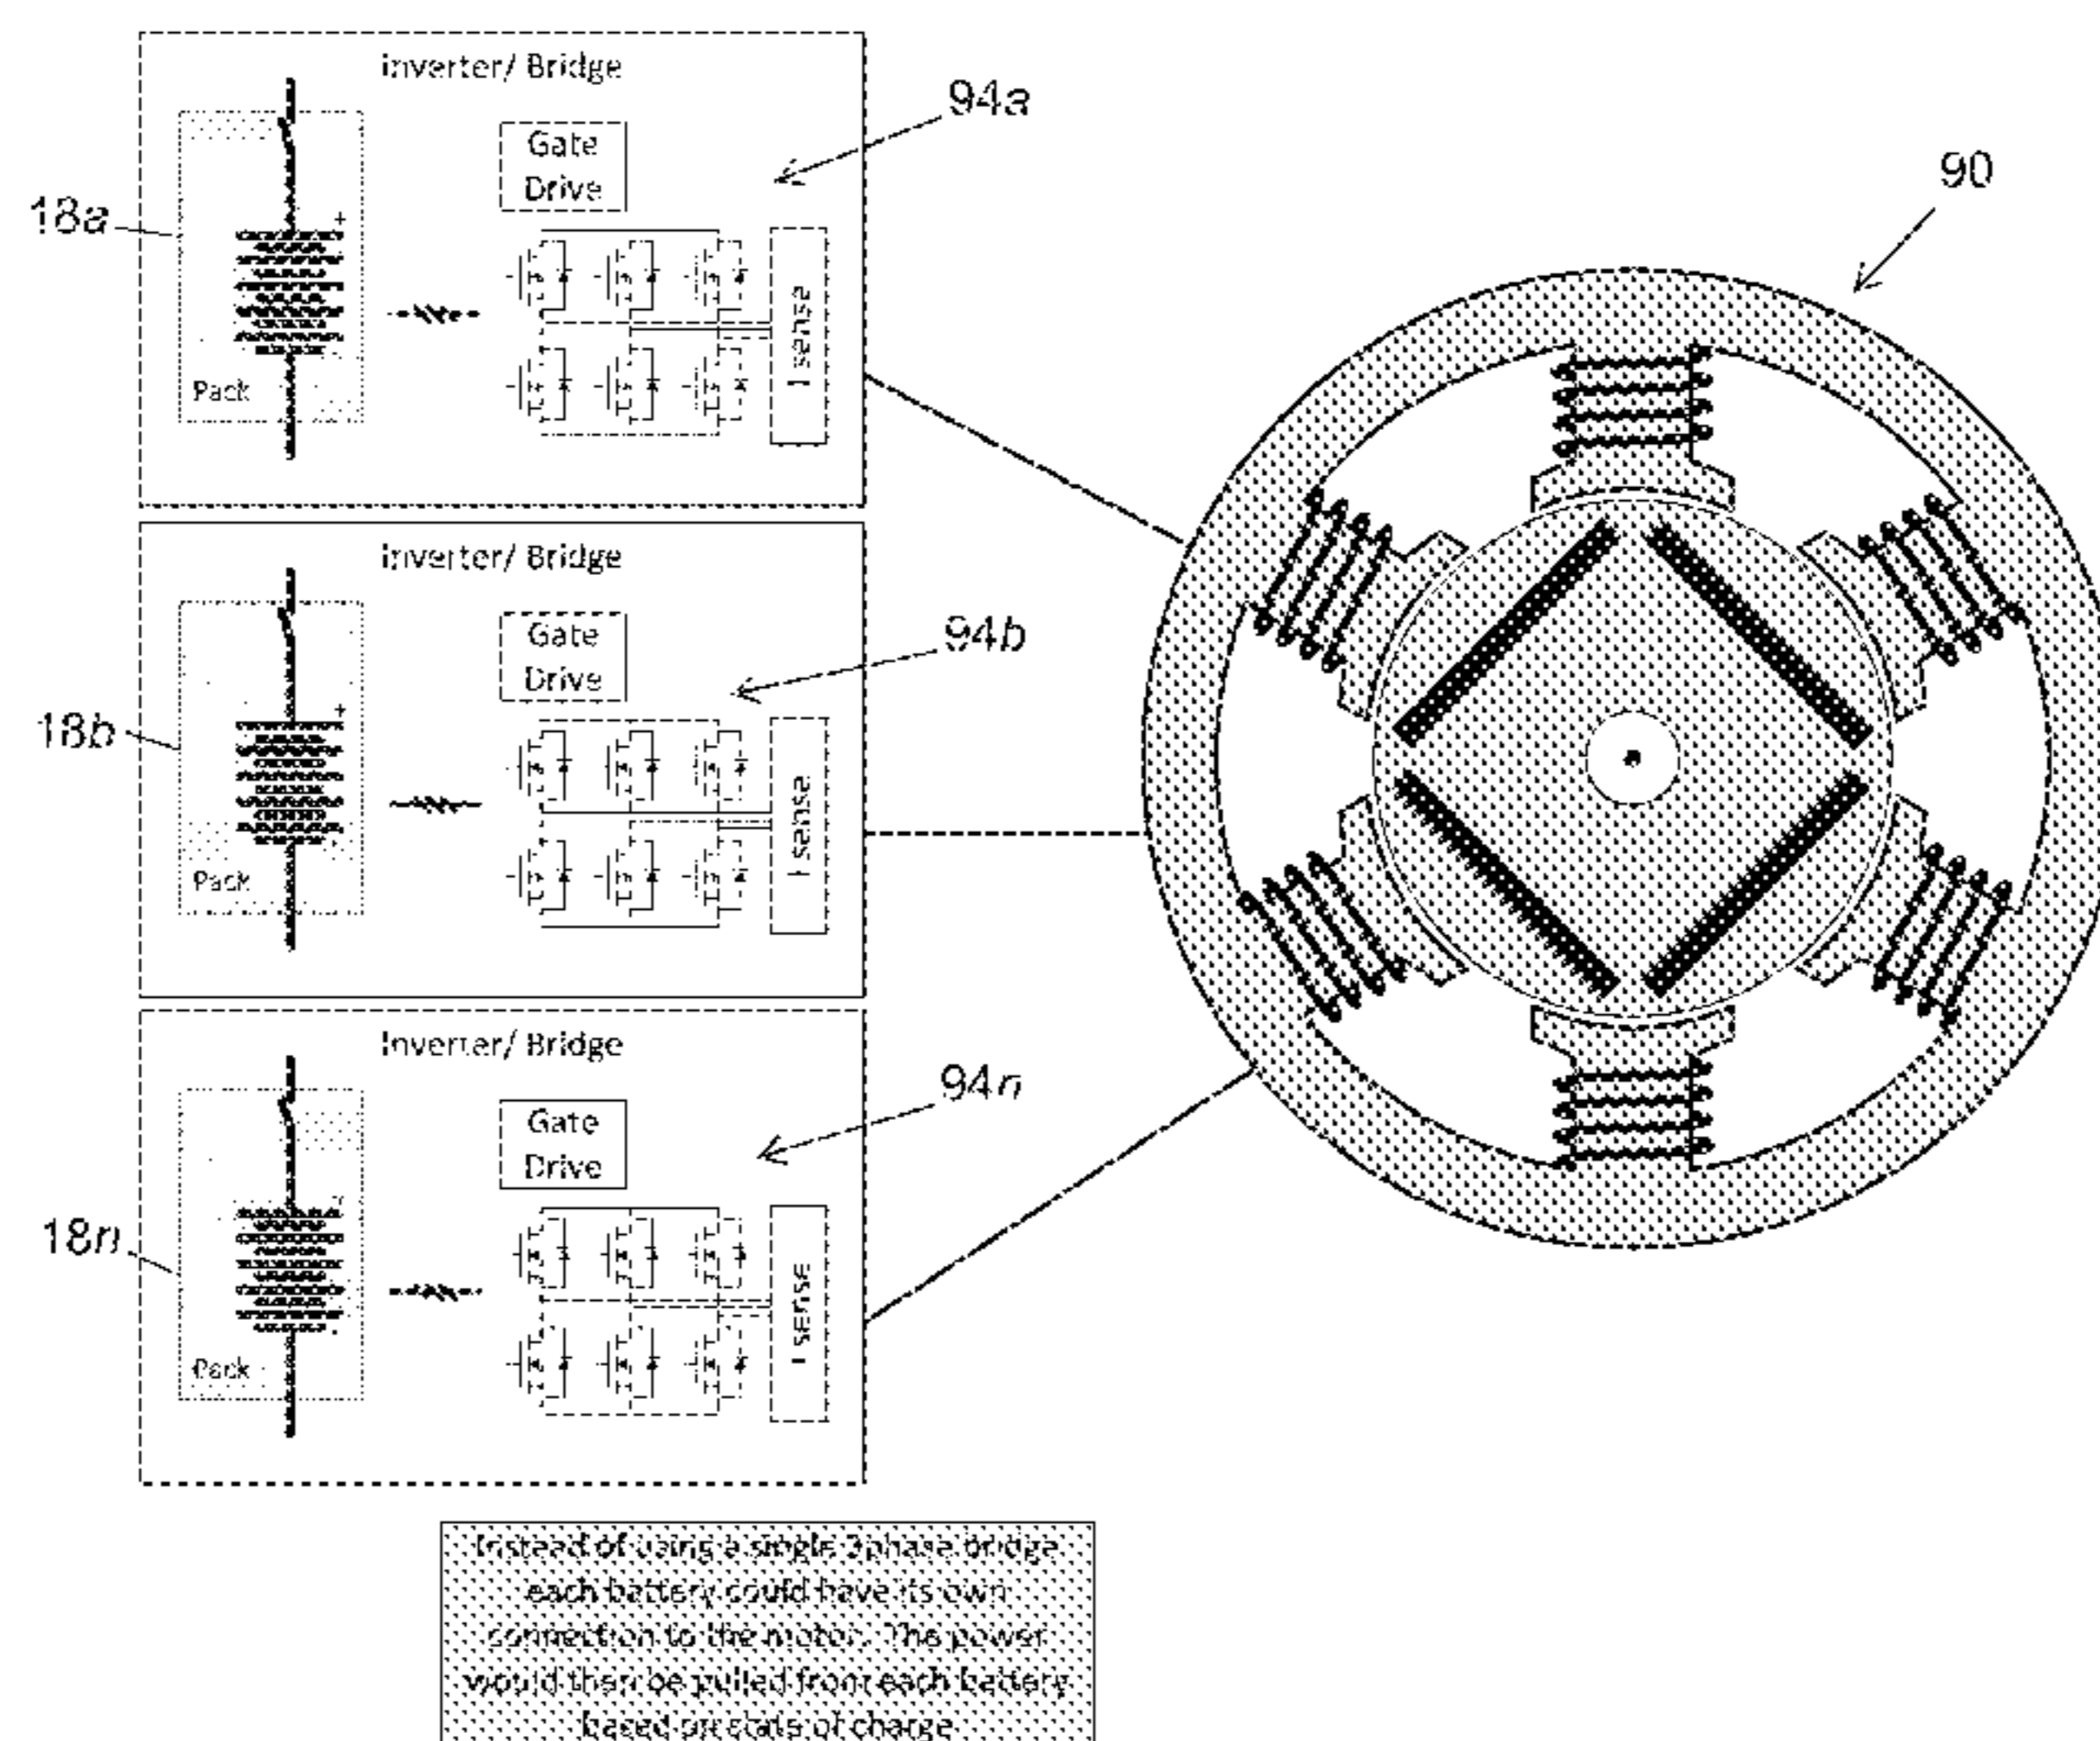 Inverter/ Bridge
Gate
Drive
94a
18a
+
I sense
Pack
90
Inverter/ Bridge
Gate
Drive
94b
18b
+
I sense
Pack
Inverter/ Bridge
Gate
Drive
94n
18n
I sense
Pack
Instead of using a single 3phase bridge
each battery could have its own
connection to the motor. The power
would then be pulled from each battery
based on state of charge